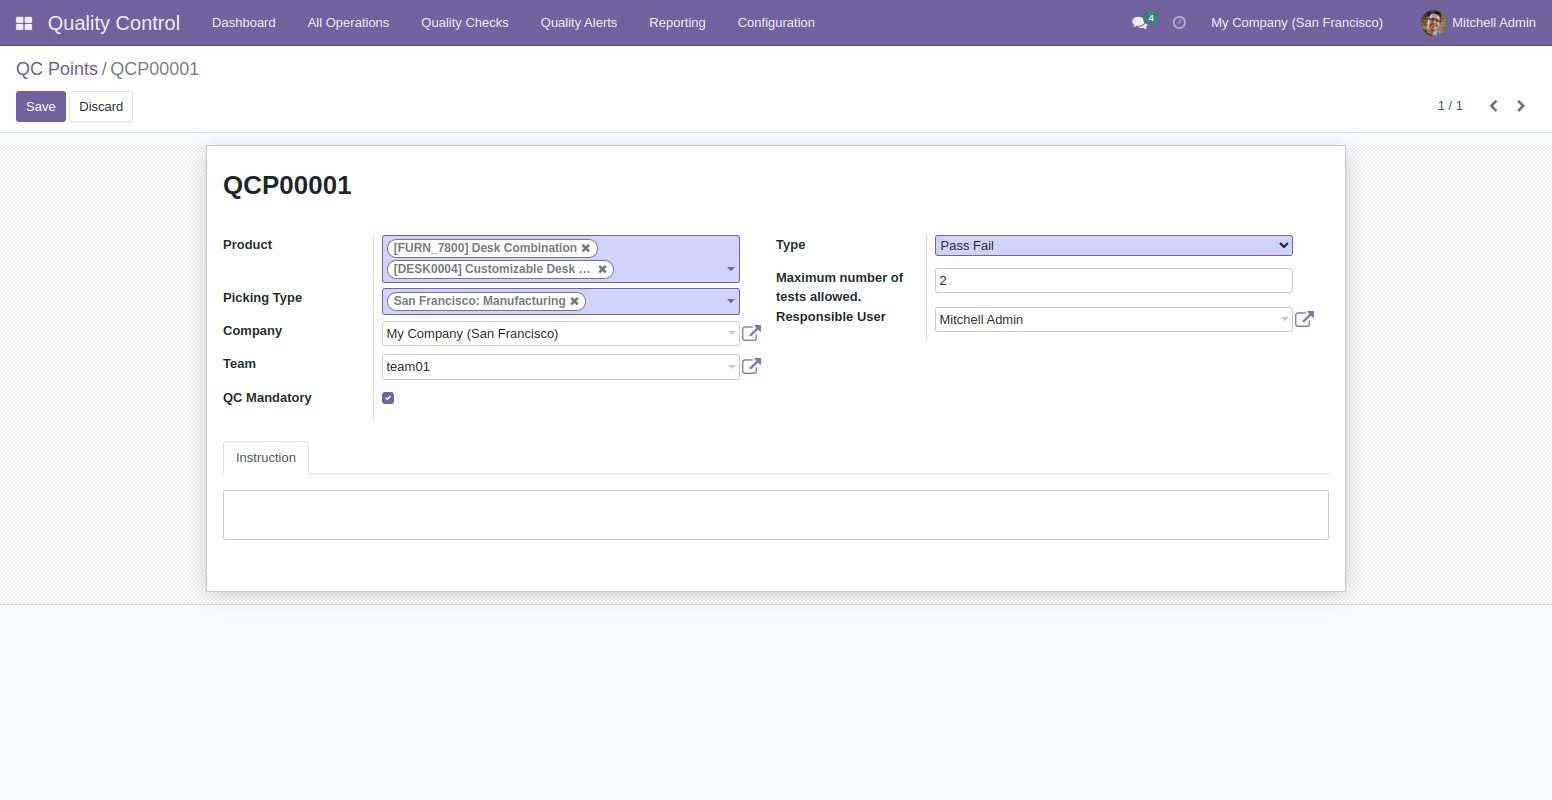 Quality Control Dashboard All Operations Quality Checks Quality Alerts Reporting Configuration 4 My Company (San Francisco) Mitchell Admin
QC Points / QCP00001
Save Discard 1 / 1
QCP00001
Product [FURN_7800] Desk Combination
[DESK0004] Customizable Desk ...
Picking Type San Francisco: Manufacturing
Company My Company (San Francisco)
Team team01
QC Mandatory
Type Pass Fail
Maximum number of
tests allowed. 2
Responsible User Mitchell Admin
Instruction